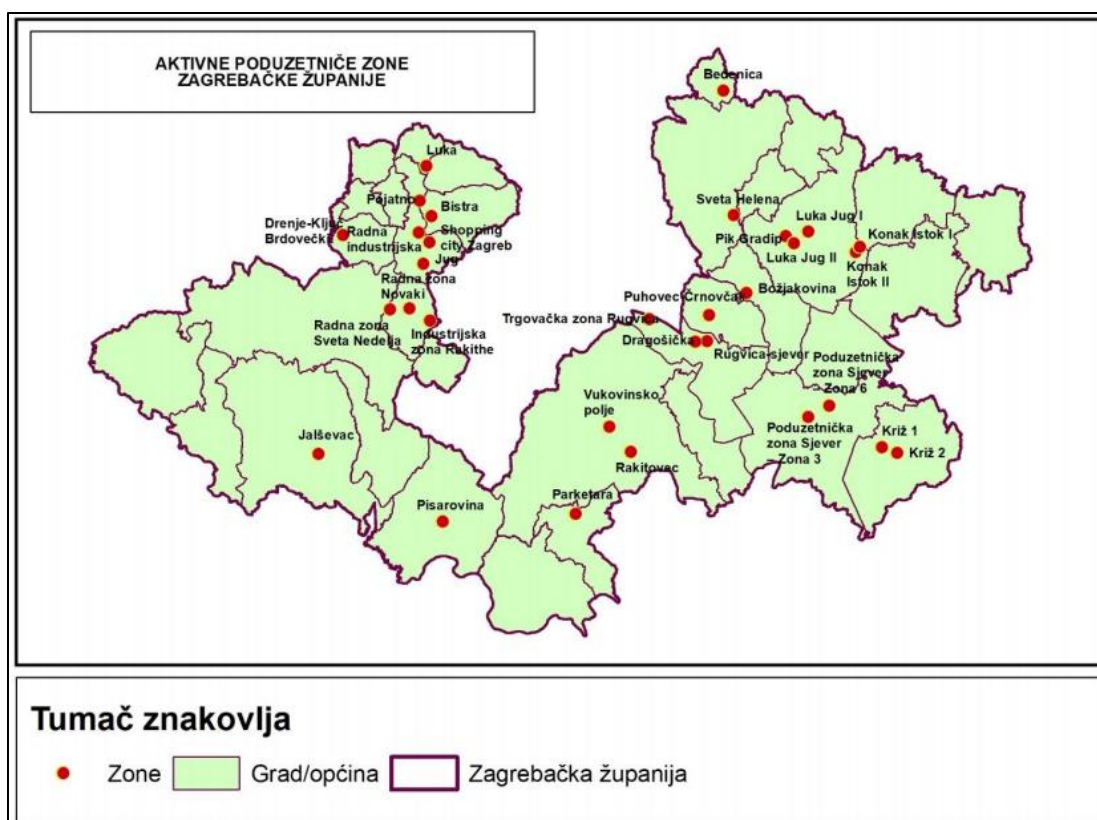 AKTIVNE PODUZETNIČE ZONE
ZAGREBAČKE ŽUPANIJE
Bedenica
Luka
Pojatno
Bistra
Drenje-Ključ
Brdovečki
Radna
industrijska
Shopping
city Zagreb
Jug
Radna zona
Novaki
Radna zona
Sveta Nedelja
Industrijska
zona Rakithe
Sveta Helena
Luka Jug I
Pik Gradip
Luka Jug II
Konak Istok I
Konak
Istok II
Božjakovina
Puhovec Črnovčak
Trgovačka zona Rugvica
Dragošička
Rugvica-sjever
Poduzetnička
zona Sjever
– Zona 6
Vukovinsko
polje
Poduzetnička
zona Sjever
– Zona 3
Križ 1
Križ 2
Jalševac
Rakitovec
Pisarovina
Parketara
Tumač znakovlja
Zone
Grad/općina
Zagrebačka županija